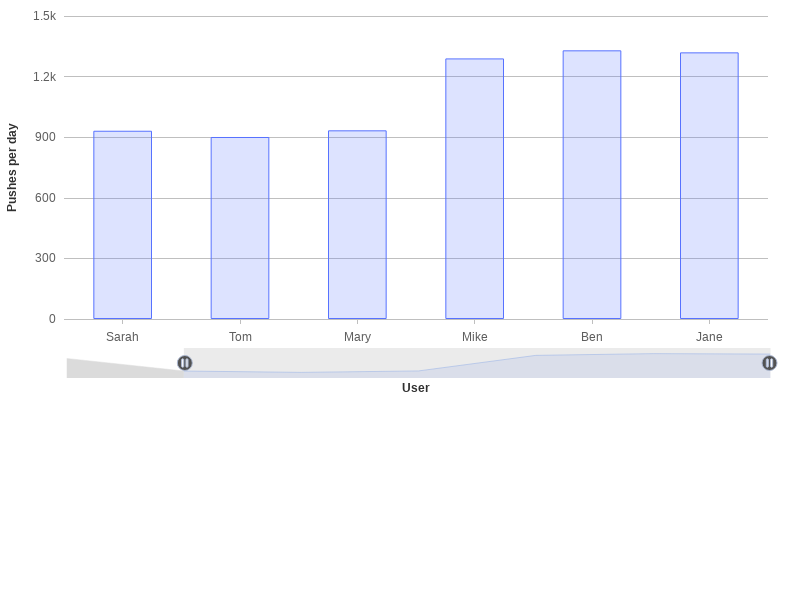 1.5k
1.2k
900
600
300
0
Pushes per day
Sarah Tom Mary Mike Ben Jane
User